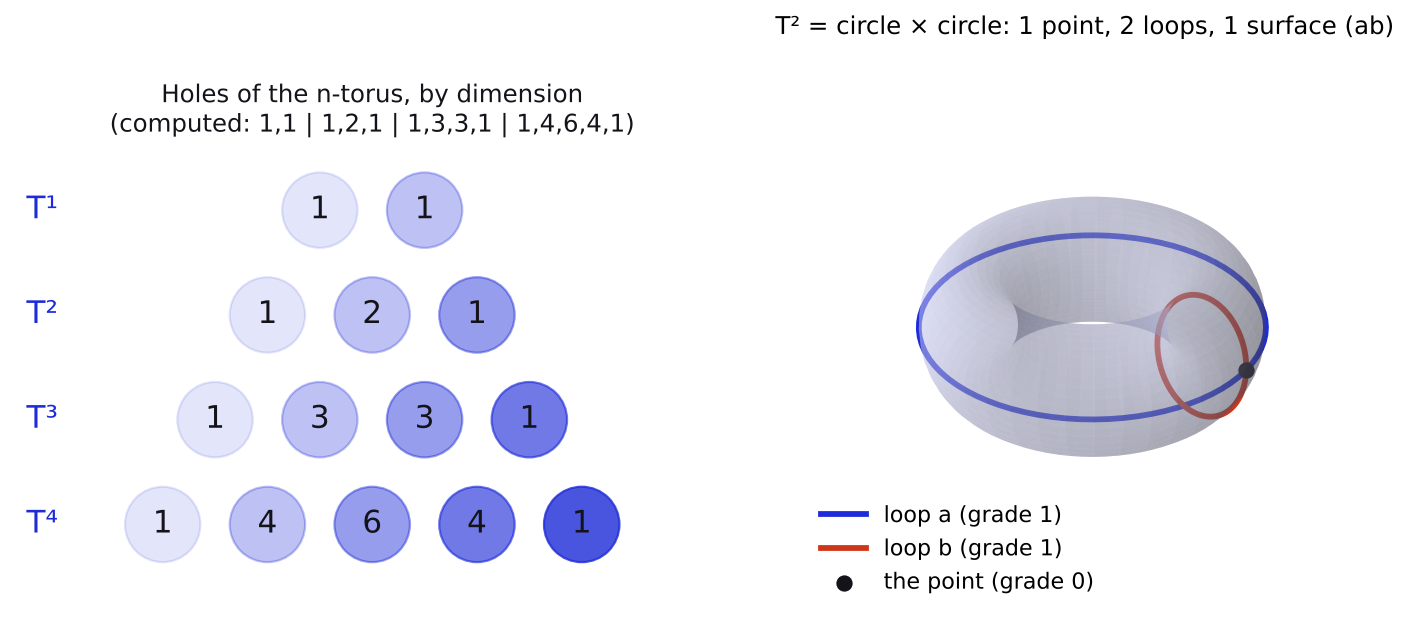 T² = circle × circle: 1 point, 2 loops, 1 surface (ab)
Holes of the n-torus, by dimension
(computed: 1,1 | 1,2,1 | 1,3,3,1 | 1,4,6,4,1)
T¹ 1 1
T² 1 2 1
T³ 1 3 3 1
T⁴ 1 4 6 4 1
loop a (grade 1)
loop b (grade 1)
the point (grade 0)